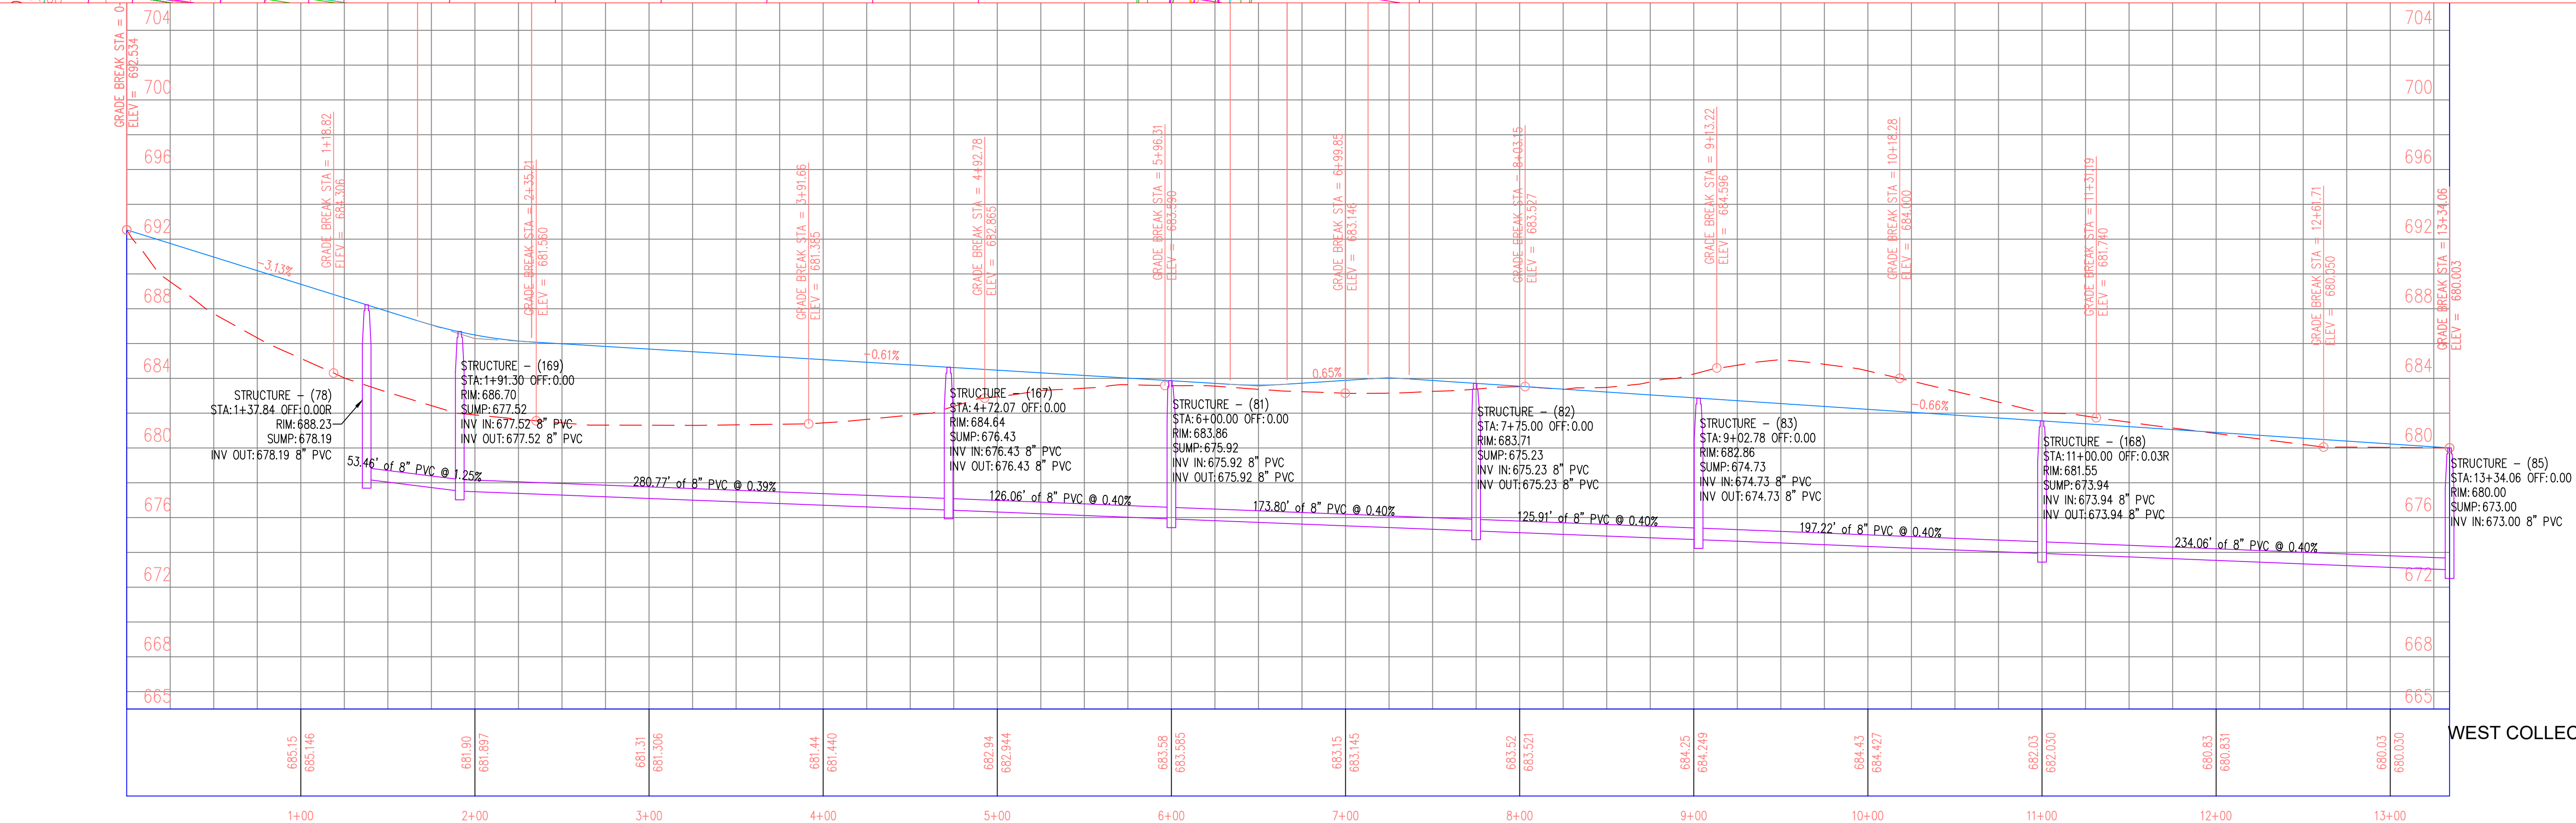 704
704
700
700
696
696
692
692
688
688
684
684
680
680
676
676
672
672
668
668
665
665
GRADE BREAK STA = 0+
ELEV = 692.534
GRADE BREAK STA = 1+18.82
ELEV = 684.306
GRADE BREAK STA = 2+35.21
ELEV = 681.560
GRADE BREAK STA = 3+91.66
ELEV = 681.385
GRADE BREAK STA = 4+92.78
ELEV = 682.865
GRADE BREAK STA = 5+96.31
ELEV = 683.590
GRADE BREAK STA = 6+99.85
ELEV = 683.146
GRADE BREAK STA = 8+03.15
ELEV = 683.527
GRADE BREAK STA = 9+13.22
ELEV = 684.596
GRADE BREAK STA = 10+18.28
ELEV = 684.000
GRADE BREAK STA = 11+31.19
ELEV = 681.740
GRADE BREAK STA = 12+61.71
ELEV = 680.050
GRADE BREAK STA = 13+34.06
ELEV = 680.003
-3.13%
-0.61%
0.65%
-0.66%
STRUCTURE - (78)
STA:1+37.84 OFF:0.00R
RIM:688.23
SUMP:678.19
INV OUT:678.19 8" PVC
STRUCTURE - (169)
STA:1+91.30 OFF:0.00
RIM:686.70
SUMP:677.52
INV IN:677.52 8" PVC
INV OUT:677.52 8" PVC
STRUCTURE - (167)
STA:4+72.07 OFF:0.00
RIM:684.64
SUMP:676.43
INV IN:676.43 8" PVC
INV OUT:676.43 8" PVC
STRUCTURE - (81)
STA:6+00.00 OFF:0.00
RIM:683.86
SUMP:675.92
INV IN:675.92 8" PVC
INV OUT:675.92 8" PVC
STRUCTURE - (82)
STA:7+75.00 OFF:0.00
RIM:683.71
SUMP:675.23
INV IN:675.23 8" PVC
INV OUT:675.23 8" PVC
STRUCTURE - (83)
STA:9+02.78 OFF:0.00
RIM:682.86
SUMP:674.73
INV IN:674.73 8" PVC
INV OUT:674.73 8" PVC
STRUCTURE - (168)
STA:11+00.00 OFF:0.03R
RIM:681.55
SUMP:673.94
INV IN:673.94 8" PVC
INV OUT:673.94 8" PVC
STRUCTURE - (85)
STA:13+34.06 OFF:0.00
RIM:680.00
SUMP:673.00
INV IN:673.00 8" PVC
53.46' of 8" PVC @ 1.25%
280.77' of 8" PVC @ 0.39%
126.06' of 8" PVC @ 0.40%
173.80' of 8" PVC @ 0.40%
125.91' of 8" PVC @ 0.40%
197.22' of 8" PVC @ 0.40%
234.06' of 8" PVC @ 0.40%
685.15
685.146
681.90
681.897
681.31
681.306
681.44
681.440
682.94
682.944
683.58
683.585
683.15
683.145
683.52
683.521
684.25
684.249
684.43
684.427
682.03
682.030
680.83
680.831
680.03
680.030
WEST COLLEC
1+00
2+00
3+00
4+00
5+00
6+00
7+00
8+00
9+00
10+00
11+00
12+00
13+00